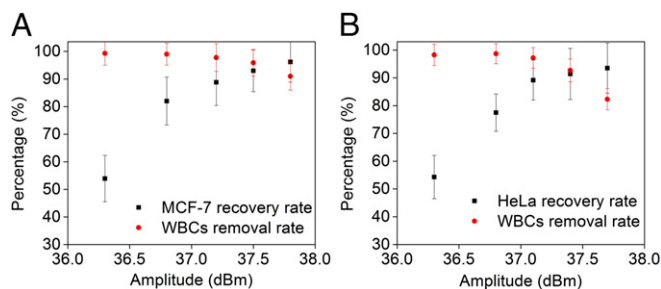 A
Percentage (%)
100
90
80
70
60
50
40
30
MCF-7 recovery rate
WBCs removal rate
36.0 36.5 37.0 37.5 38.0
Amplitude (dBm)
B
Percentage (%)
100
90
80
70
60
50
40
30
HeLa recovery rate
WBCs removal rate
36.0 36.5 37.0 37.5 38.0
Amplitude (dBm)